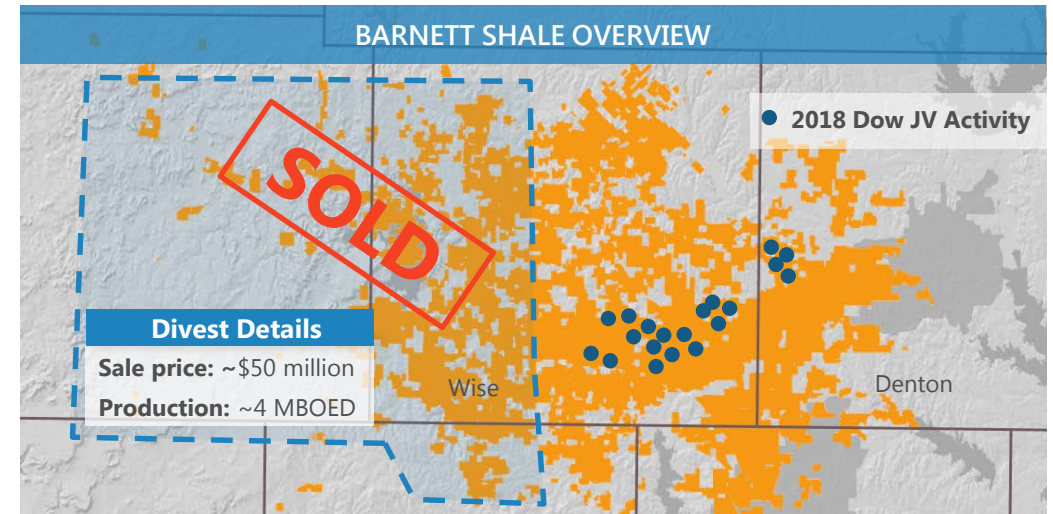 BARNETT SHALE OVERVIEW
2018 Dow JV Activity
SOLD
Divest Details
Sale price: ~$50 million
Production: ~4 MBOED
Wise
Denton